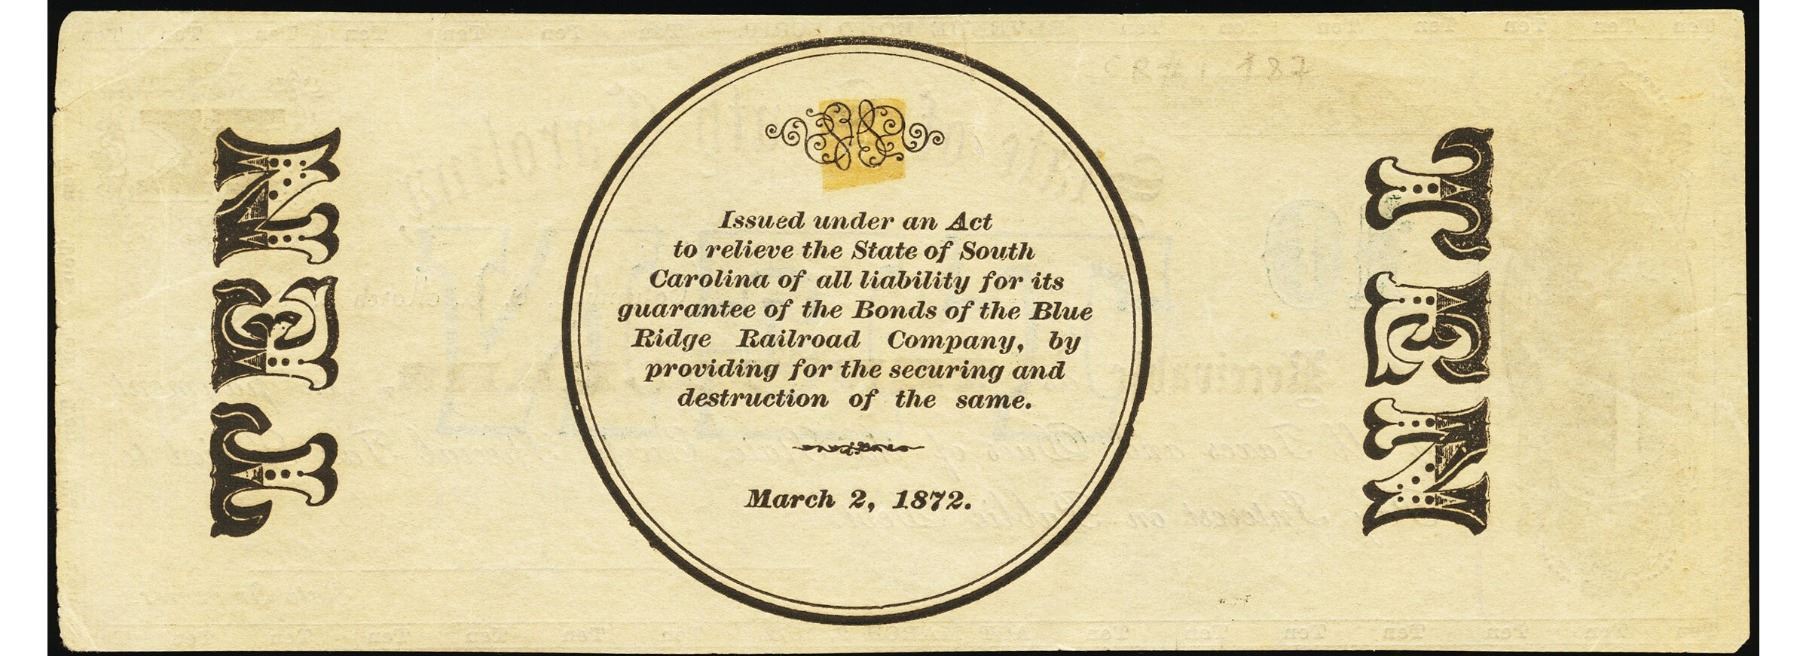 TEN
Issued under an Act
to relieve the State of South
Carolina of all liability for its
guarantee of the Bonds of the Blue
Ridge Railroad Company, by
providing for the securing and
destruction of the same.
March 2, 1872.
TEN